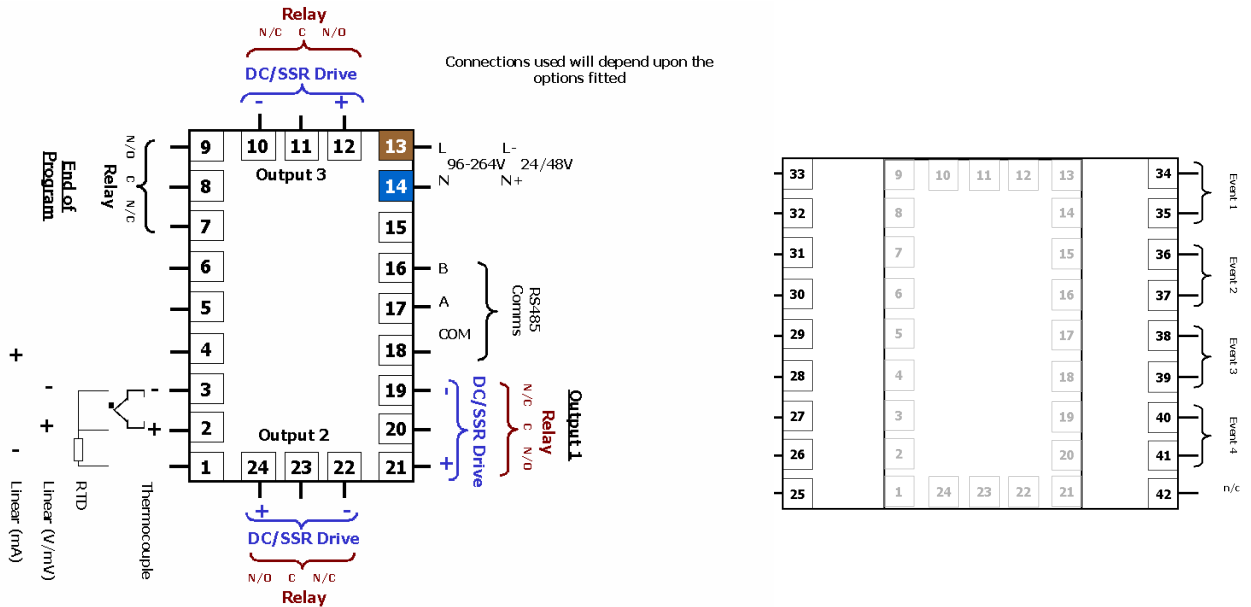 Relay
N/C C N/O
DC/SSR Drive
- +
Connections used will depend upon the
options fitted
9 10 11 12 13
Output 3
L L-
96-264V 24/48V
14
N N+
8
7
15
N/O C N/C
Relay
End of
Program
6
5
4
16 B
17 A
COM
18
RS485
Comms
+
- -
3
2
1
+ +
-
Linear (mA)
Linear (V/mV)
RTD
Thermocouple
Output 2
24 23 22 21
19
20
-
+
DC/SSR Drive
N/C C N/O
Relay
Output 1
+ -
DC/SSR Drive
N/O C N/C
Relay
33 9 10 11 12 13 34
32 8 14 35
31 7 15 36
30 6 16 37
29 5 17 38
28 4 18 39
27 3 19 40
26 2 20 41
25 1 24 23 22 21 42
Event 1
Event 2
Event 3
Event 4
n/c